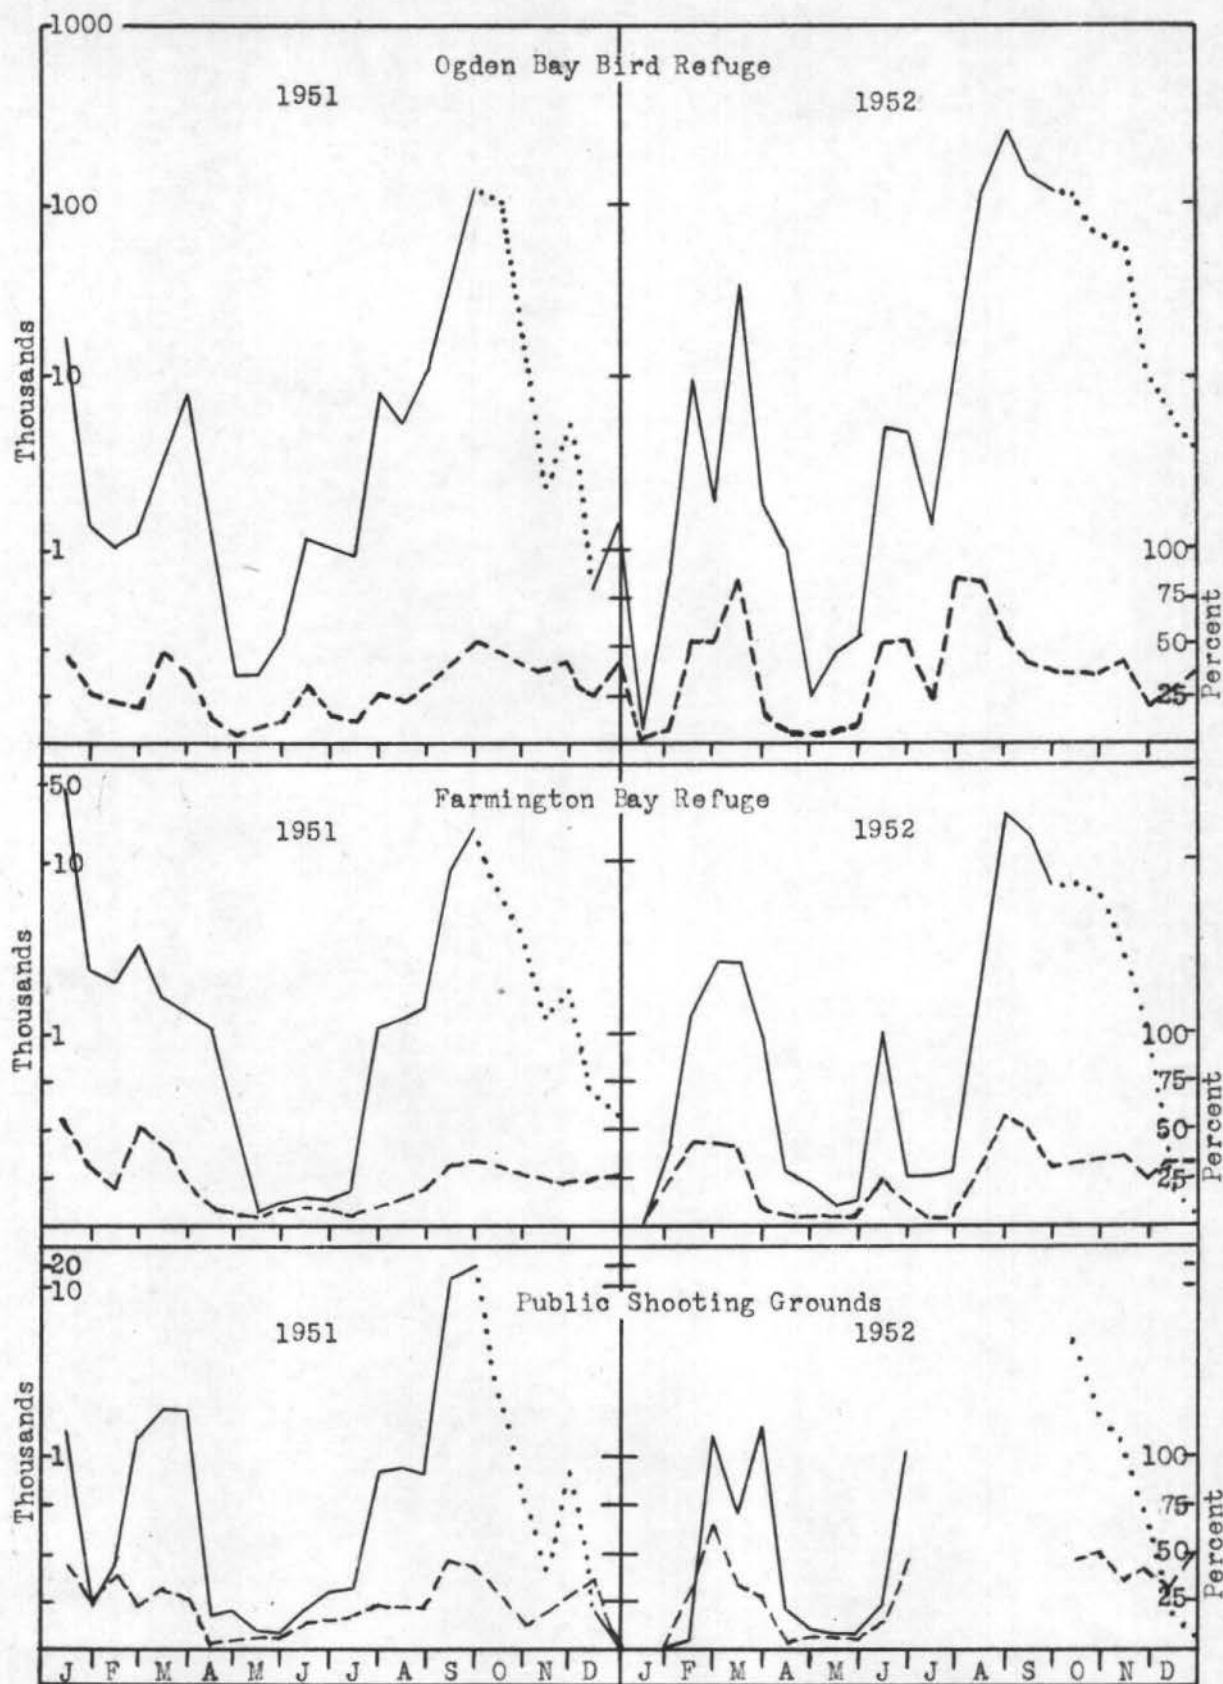 1000
Ogden Bay Bird Refuge
1951
1952
100
10
1
Thousands
100
75
50
25
Percent
50
Farmington Bay Refuge
1951
1952
10
1
Thousands
100
75
50
25
Percent
20
10
Public Shooting Grounds
1951
1952
1
Thousands
100
75
50
25
Percent
J F M A M J J A S O N D J F M A M J J A S O N D